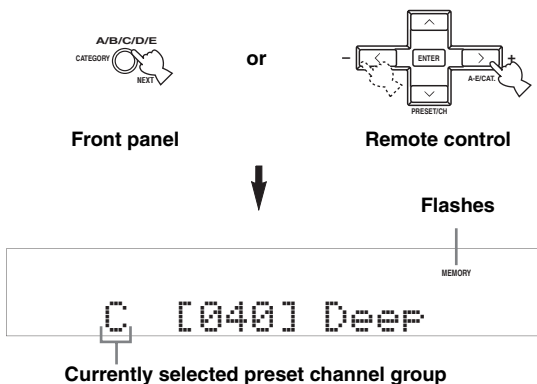 A/B/C/D/E
CATEGORY
NEXT
or
– ENTER +
A-E/CAT.
PRESET/CH
Front panel
Remote control
Flashes
MEMORY
C [040] Deep
Currently selected preset channel group